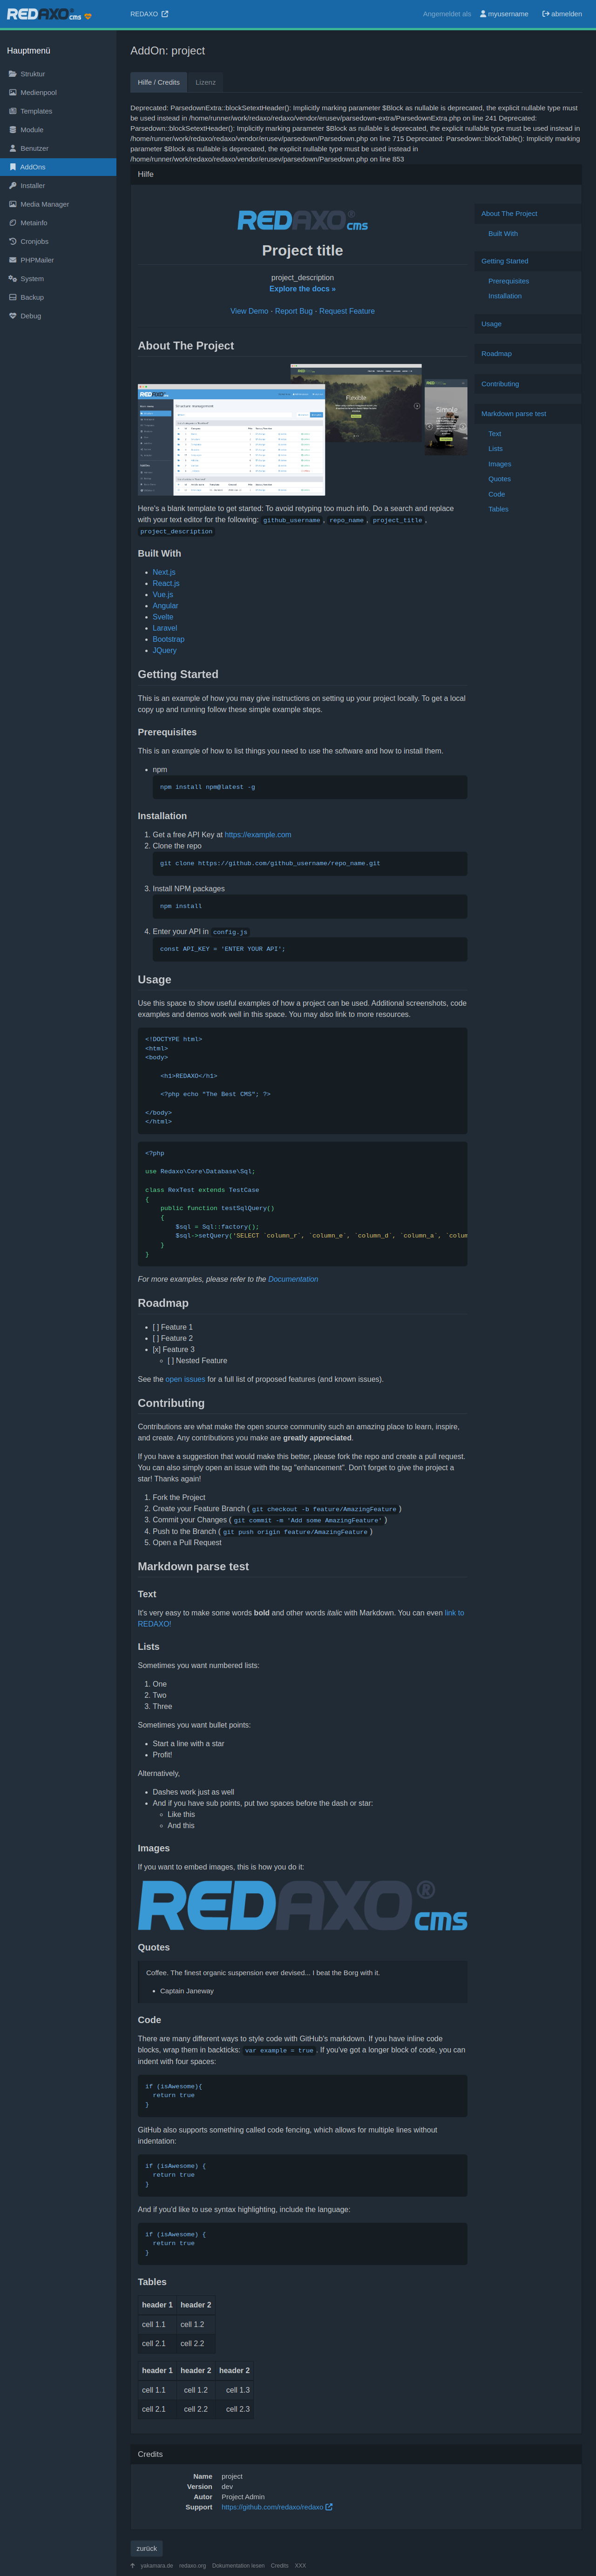 REDAXO cms
REDAXO
Angemeldet als myusername abmelden
Hauptmenü
Struktur
Medienpool
Templates
Module
Benutzer
AddOns
Installer
Media Manager
Metainfo
Cronjobs
PHPMailer
System
Backup
Debug
AddOn: project
Hilfe / Credits Lizenz
Deprecated: ParsedownExtra::blockSetextHeader(): Implicitly marking parameter $Block as nullable is deprecated, the explicit nullable type must
be used instead in /home/runner/work/redaxo/redaxo/vendor/erusev/parsedown-extra/ParsedownExtra.php on line 241 Deprecated:
Parsedown::blockSetextHeader(): Implicitly marking parameter $Block as nullable is deprecated, the explicit nullable type must be used instead in
/home/runner/work/redaxo/redaxo/vendor/erusev/parsedown/Parsedown.php on line 715 Deprecated: Parsedown::blockTable(): Implicitly marking
parameter $Block as nullable is deprecated, the explicit nullable type must be used instead in
/home/runner/work/redaxo/redaxo/vendor/erusev/parsedown/Parsedown.php on line 853
Hilfe
REDAXO® cms
Project title
project_description
Explore the docs »
View Demo · Report Bug · Request Feature
About The Project
Flexible
Simple
Structure management
Here's a blank template to get started: To avoid retyping too much info. Do a search and replace
with your text editor for the following: github_username , repo_name , project_title ,
project_description
Built With
• Next.js
• React.js
• Vue.js
• Angular
• Svelte
• Laravel
• Bootstrap
• JQuery
Getting Started
This is an example of how you may give instructions on setting up your project locally. To get a local
copy up and running follow these simple example steps.
Prerequisites
This is an example of how to list things you need to use the software and how to install them.
• npm
npm install npm@latest -g
Installation
1. Get a free API Key at https://example.com
2. Clone the repo
git clone https://github.com/github_username/repo_name.git
3. Install NPM packages
npm install
4. Enter your API in config.js
const API_KEY = 'ENTER YOUR API';
Usage
Use this space to show useful examples of how a project can be used. Additional screenshots, code
examples and demos work well in this space. You may also link to more resources.
<!DOCTYPE html>
<html>
<body>
<h1>REDAXO</h1>
<?php echo "The Best CMS"; ?>
</body>
</html>
<?php
use Redaxo\Core\Database\Sql;
class RexTest extends TestCase
{
public function testSqlQuery()
{
$sql = Sql::factory();
$sql->setQuery('SELECT `column_r`, `column_e`, `column_d`, `column_a`, `colum
}
}
For more examples, please refer to the Documentation
Roadmap
• [ ] Feature 1
• [ ] Feature 2
• [x] Feature 3
◦ [ ] Nested Feature
See the open issues for a full list of proposed features (and known issues).
Contributing
Contributions are what make the open source community such an amazing place to learn, inspire,
and create. Any contributions you make are greatly appreciated.
If you have a suggestion that would make this better, please fork the repo and create a pull request.
You can also simply open an issue with the tag "enhancement". Don't forget to give the project a
star! Thanks again!
1. Fork the Project
2. Create your Feature Branch ( git checkout -b feature/AmazingFeature )
3. Commit your Changes ( git commit -m 'Add some AmazingFeature' )
4. Push to the Branch ( git push origin feature/AmazingFeature )
5. Open a Pull Request
Markdown parse test
Text
It's very easy to make some words bold and other words italic with Markdown. You can even link to
REDAXO!
Lists
Sometimes you want numbered lists:
1. One
2. Two
3. Three
Sometimes you want bullet points:
• Start a line with a star
• Profit!
Alternatively,
• Dashes work just as well
• And if you have sub points, put two spaces before the dash or star:
◦ Like this
◦ And this
Images
If you want to embed images, this is how you do it:
REDAXO® cms
Quotes
Coffee. The finest organic suspension ever devised... I beat the Borg with it.
• Captain Janeway
Code
There are many different ways to style code with GitHub's markdown. If you have inline code
blocks, wrap them in backticks: var example = true . If you've got a longer block of code, you can
indent with four spaces:
if (isAwesome){
return true
}
GitHub also supports something called code fencing, which allows for multiple lines without
indentation:
if (isAwesome) {
return true
}
And if you'd like to use syntax highlighting, include the language:
if (isAwesome) {
return true
}
Tables
header 1 header 2
cell 1.1 cell 1.2
cell 2.1 cell 2.2
header 1 header 2 header 2
cell 1.1 cell 1.2 cell 1.3
cell 2.1 cell 2.2 cell 2.3
About The Project
Built With
Getting Started
Prerequisites
Installation
Usage
Roadmap
Contributing
Markdown parse test
Text
Lists
Images
Quotes
Code
Tables
Credits
Name project
Version dev
Autor Project Admin
Support https://github.com/redaxo/redaxo
zurück
yakamara.de redaxo.org Dokumentation lesen Credits XXX